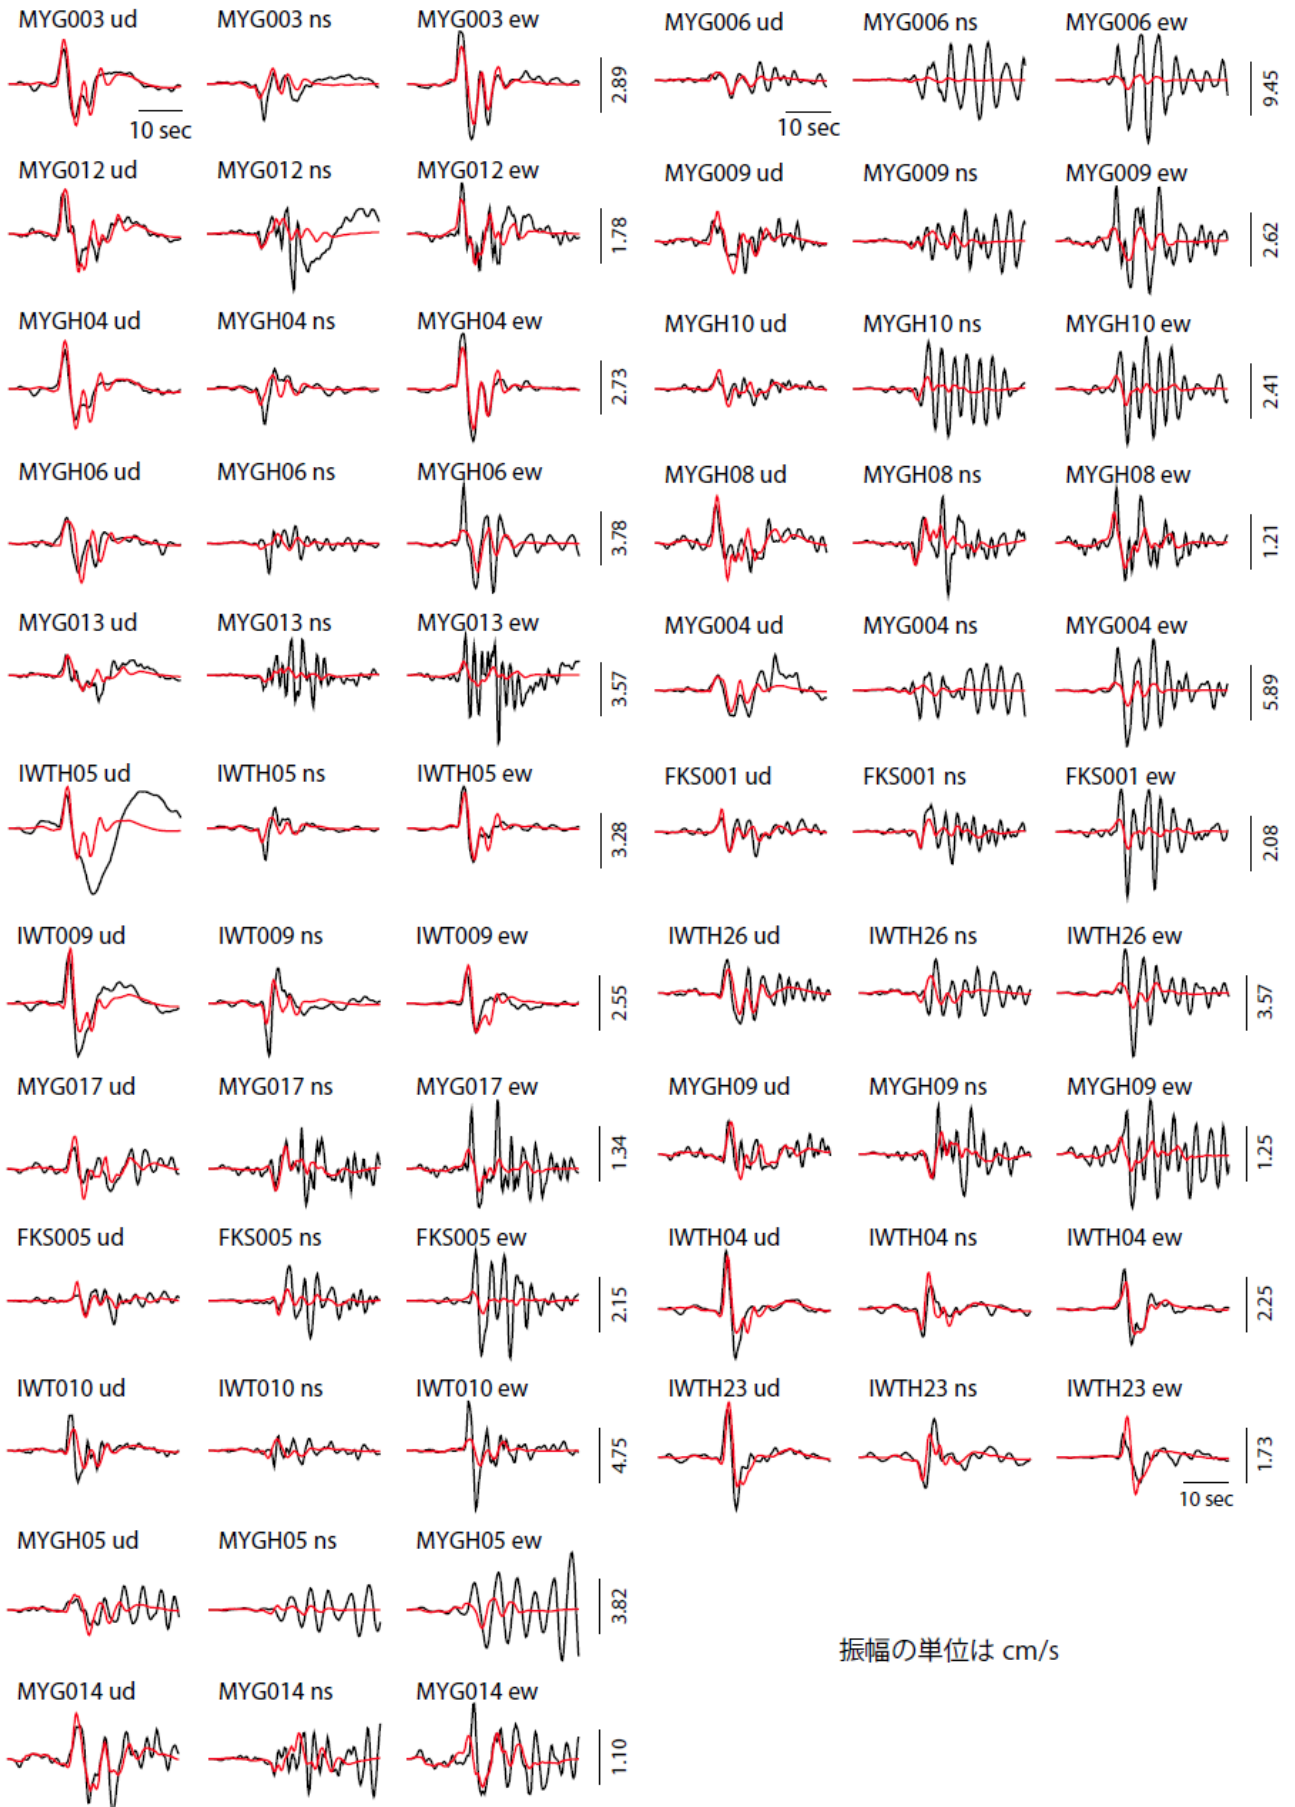 MYG003 ud MYG003 ns MYG003 ew
2.89
10 sec
MYG012 ud MYG012 ns MYG012 ew
1.78
MYGH04 ud MYGH04 ns MYGH04 ew
2.73
MYGH06 ud MYGH06 ns MYGH06 ew
3.78
MYG013 ud MYG013 ns MYG013 ew
3.57
IWTH05 ud IWTH05 ns IWTH05 ew
3.28
IWT009 ud IWT009 ns IWT009 ew
2.55
MYG017 ud MYG017 ns MYG017 ew
1.34
FKS005 ud FKS005 ns FKS005 ew
2.15
IWT010 ud IWT010 ns IWT010 ew
4.75
MYGH05 ud MYGH05 ns MYGH05 ew
3.82
MYG014 ud MYG014 ns MYG014 ew
1.10
MYG006 ud MYG006 ns MYG006 ew
9.45
10 sec
MYG009 ud MYG009 ns MYG009 ew
2.62
MYGH10 ud MYGH10 ns MYGH10 ew
2.41
MYGH08 ud MYGH08 ns MYGH08 ew
1.21
MYG004 ud MYG004 ns MYG004 ew
5.89
FKS001 ud FKS001 ns FKS001 ew
2.08
IWTH26 ud IWTH26 ns IWTH26 ew
3.57
MYGH09 ud MYGH09 ns MYGH09 ew
1.25
IWTH04 ud IWTH04 ns IWTH04 ew
2.25
IWTH23 ud IWTH23 ns IWTH23 ew
1.73
10 sec
振幅の単位は cm/s